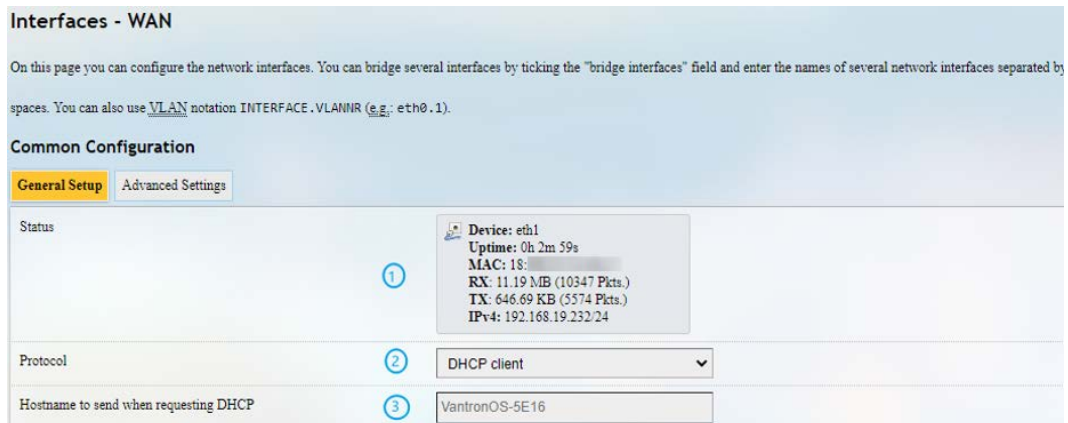 Interfaces - WAN
On this page you can configure the network interfaces. You can bridge several interfaces by ticking the "bridge interfaces" field and enter the names of several network interfaces separated by
spaces. You can also use VLAN notation INTERFACE.VLANNR (e.g.: eth0.1).
Common Configuration
General Setup Advanced Settings
Status
Device: eth1
Uptime: 0h 2m 59s
MAC: 18:
1
RX: 11.19 MB (10347 Pkts.)
TX: 646.69 KB (5574 Pkts.)
IPv4: 192.168.19.232/24
Protocol 2 DHCP client
Hostname to send when requesting DHCP 3 VantronOS-5E16